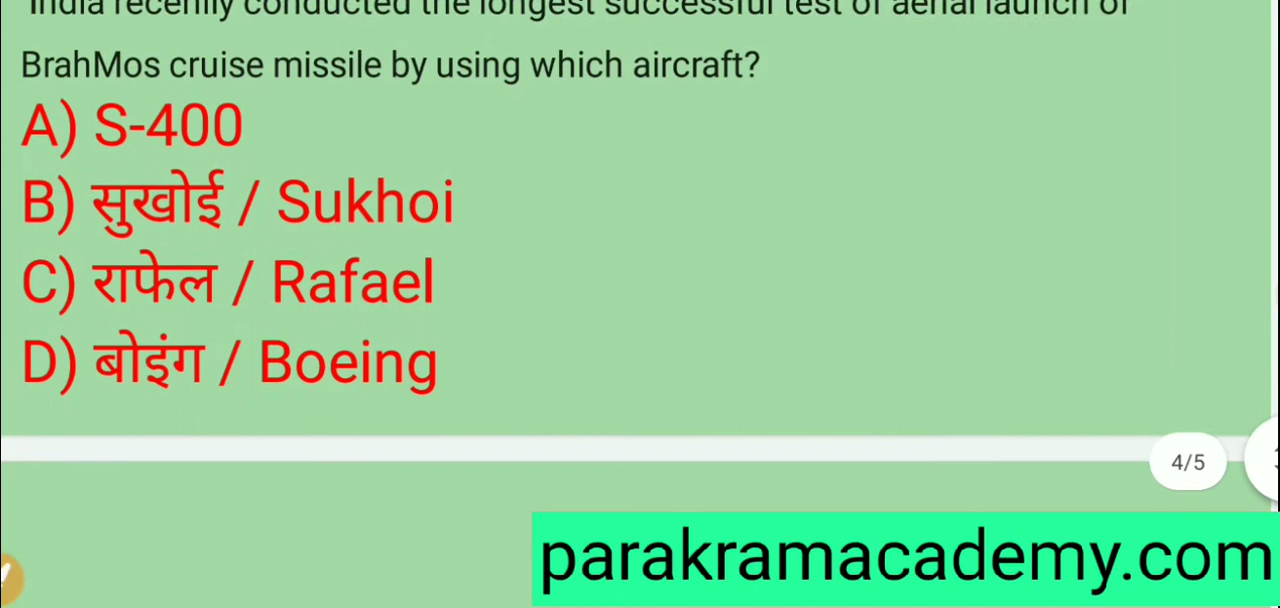 India recently conducted the longest successful test of aerial launch of
BrahMos cruise missile by using which aircraft?
A) S-400
B) सुखोई / Sukhoi
C) राफेल / Rafael
D) बोइंग / Boeing
4/5
parakramacademy.com